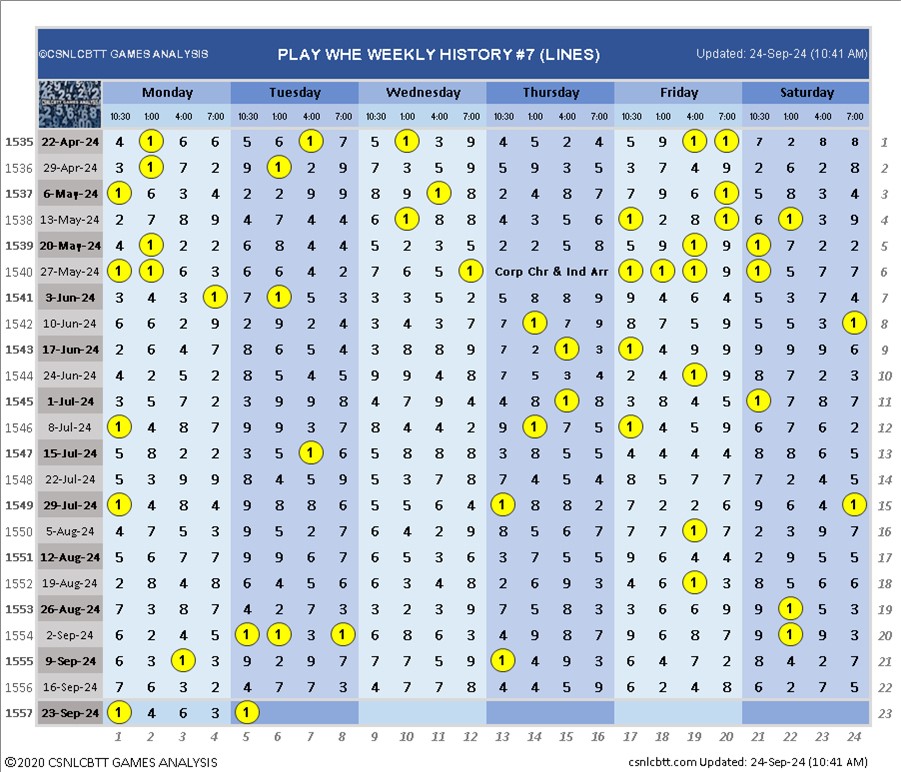 ©CSNLCBTT GAMES ANALYSIS PLAY WHE WEEKLY HISTORY #7 (LINES) Updated: 24-Sep-24 (10:41 AM)
Monday Tuesday Wednesday Thursday Friday Saturday
10:30 1:00 4:00 7:00 10:30 1:00 4:00 7:00 10:30 1:00 4:00 7:00 10:30 1:00 4:00 7:00 10:30 1:00 4:00 7:00 10:30 1:00 4:00 7:00
1535 22-Apr-24 4 1 6 6 5 6 1 7 5 1 3 9 4 5 2 4 5 9 1 1 7 2 8 8 1
1536 29-Apr-24 3 1 7 2 9 1 2 9 7 3 5 9 5 9 3 5 3 7 4 9 2 6 2 8 2
1537 6-May-24 1 6 3 4 2 2 9 9 8 9 1 8 2 4 8 7 8 7 9 1 5 8 3 4 3
1538 13-May-24 2 7 8 9 4 7 4 4 6 1 8 8 4 3 5 6 1 2 8 1 6 1 3 9 4
1539 20-May-24 4 1 2 2 6 8 4 4 5 2 3 5 2 2 5 8 5 9 1 9 1 7 2 2 5
1540 27-May-24 1 1 6 3 6 6 4 2 7 6 5 1 Corp Chr & Ind Arr 1 1 1 9 1 5 7 7 6
1541 3-Jun-24 3 4 3 1 7 1 5 3 3 3 5 2 5 8 8 9 9 4 6 4 5 3 7 4 7
1542 10-Jun-24 6 6 2 9 2 9 2 4 3 4 3 7 7 1 7 9 8 7 5 9 5 5 3 1 8
1543 17-Jun-24 2 6 4 7 8 6 5 4 3 8 8 9 7 2 1 3 1 4 9 9 9 9 9 6 9
1544 24-Jun-24 4 2 5 2 8 5 4 5 9 9 4 8 7 5 3 4 2 4 1 9 8 7 2 3 10
1545 1-Jul-24 3 5 7 2 3 9 9 8 4 7 9 4 4 8 1 8 3 8 4 5 1 7 8 7 11
1546 8-Jul-24 1 4 8 7 9 9 3 7 8 4 4 2 9 1 7 5 1 4 5 9 6 7 6 2 12
1547 15-Jul-24 5 8 2 2 3 5 1 6 5 8 8 6 3 8 5 5 4 4 4 4 8 8 6 5 13
1548 22-Jul-24 5 3 9 9 8 4 5 9 5 3 7 8 7 4 5 4 8 5 7 7 7 2 4 5 14
1549 29-Jul-24 1 4 8 4 9 8 8 6 5 5 6 4 1 8 8 2 7 2 2 6 9 6 4 1 15
1550 5-Aug-24 4 7 5 3 9 5 2 7 6 4 2 9 8 5 6 6 7 7 1 7 2 3 9 7 16
1551 12-Aug-24 5 6 7 7 9 9 6 7 6 5 3 6 3 7 5 5 9 6 4 4 2 9 5 5 17
1552 19-Aug-24 2 8 4 8 6 4 5 6 6 3 4 8 2 6 9 3 4 6 1 3 8 5 6 6 18
1553 26-Aug-24 7 3 8 7 4 2 7 3 3 2 3 9 7 5 8 3 3 6 6 9 9 1 5 3 19
1554 2-Sep-24 6 2 4 5 1 1 3 1 6 8 6 3 4 9 8 7 9 6 8 7 9 1 9 3 20
1555 9-Sep-24 6 3 1 3 9 2 9 7 7 7 5 9 1 4 9 3 6 4 7 2 8 4 2 7 21
1556 16-Sep-24 7 6 3 2 4 7 7 3 4 7 7 8 4 4 5 9 6 2 4 8 6 2 7 5 22
1557 23-Sep-24 1 4 6 3 1 23
1 2 3 4 5 6 7 8 9 10 11 12 13 14 15 16 17 18 19 20 21 22 23 24
©2020 CSNLCBTT GAMES ANALYSIS csnlcbtt.com Updated: 24-Sep-24 (10:41 AM)